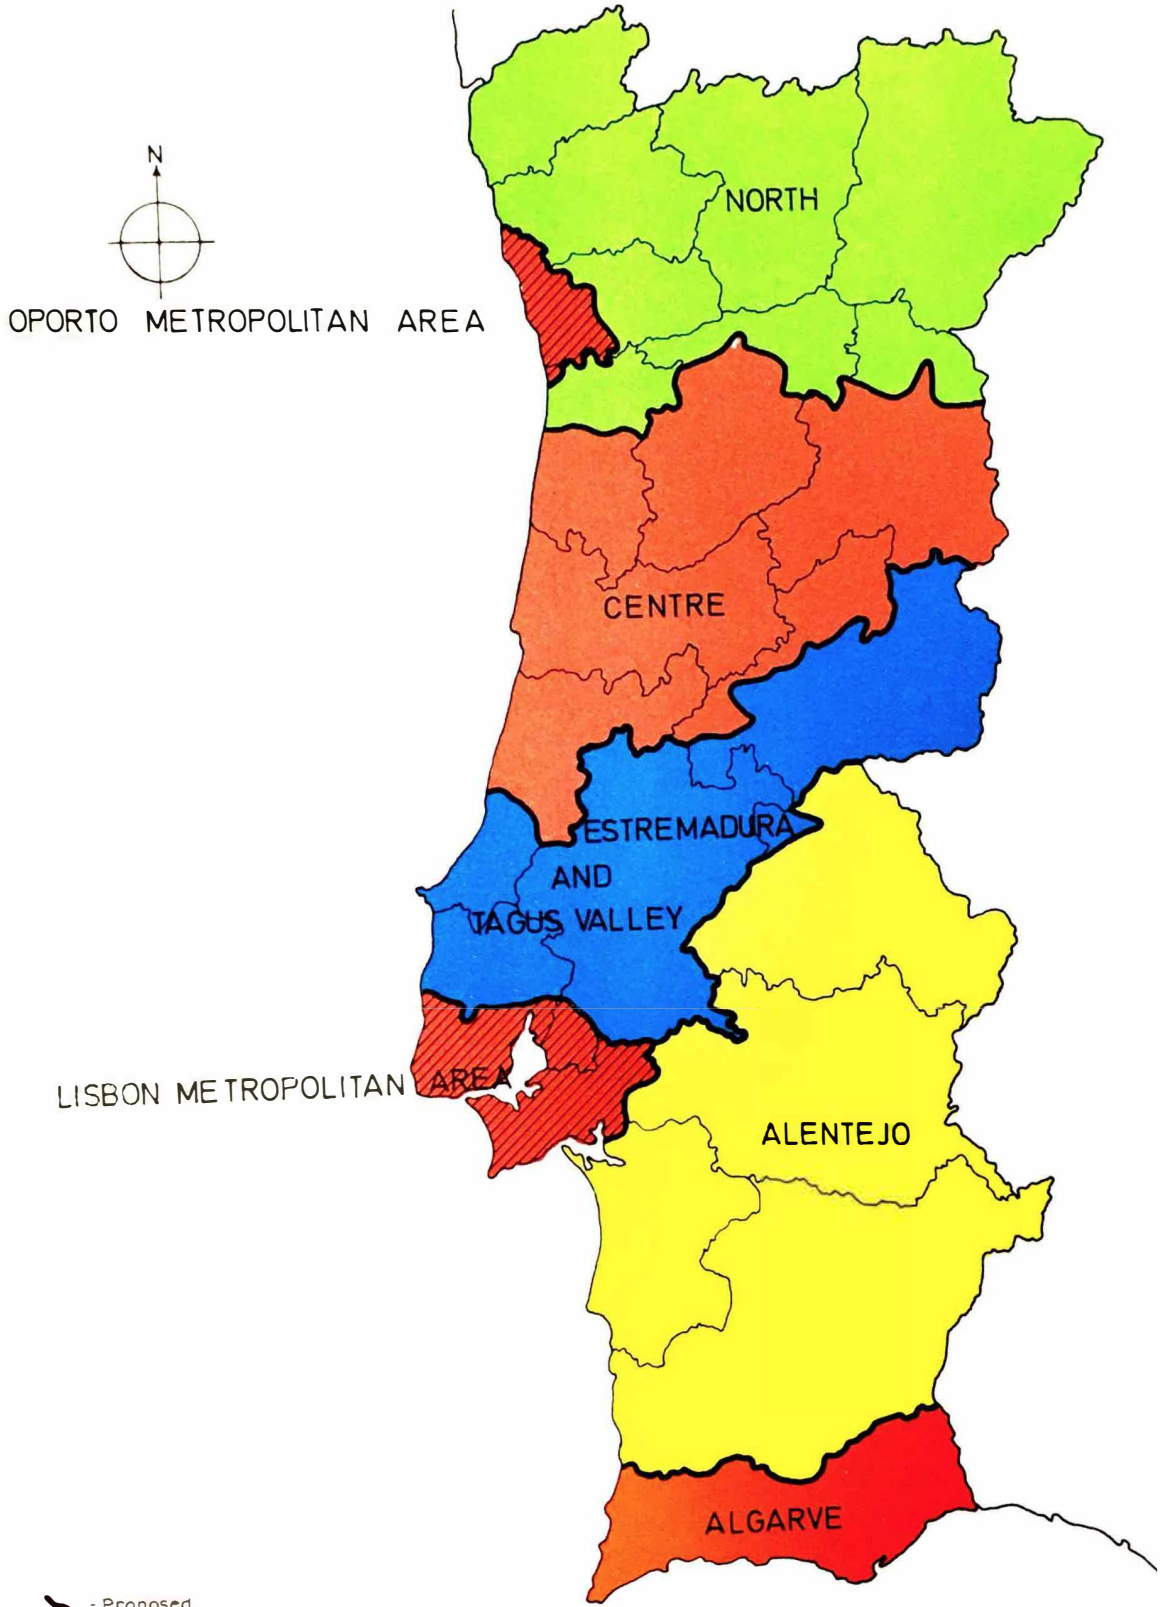 N
NORTH
OPORTO METROPOLITAN AREA
CENTRE
ESTREMADURA
AND
TAGUS VALLEY
LISBON METROPOLITAN AREA
ALENTEJO
ALGARVE
- Proposed